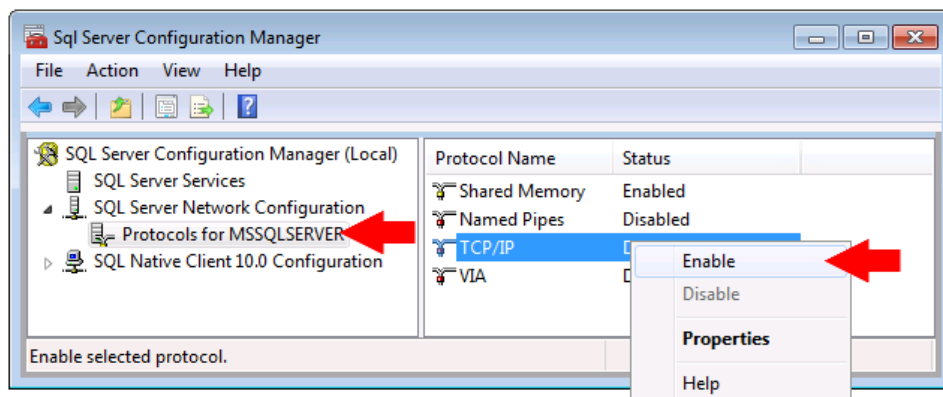 Sql Server Configuration Manager
File Action View Help
SQL Server Configuration Manager (Local)
SQL Server Services
SQL Server Network Configuration
Protocols for MSSQLSERVER
SQL Native Client 10.0 Configuration
Protocol Name Status
Shared Memory Enabled
Named Pipes Disabled
TCP/IP D
VIA D
Enable
Disable
Properties
Help
Enable selected protocol.